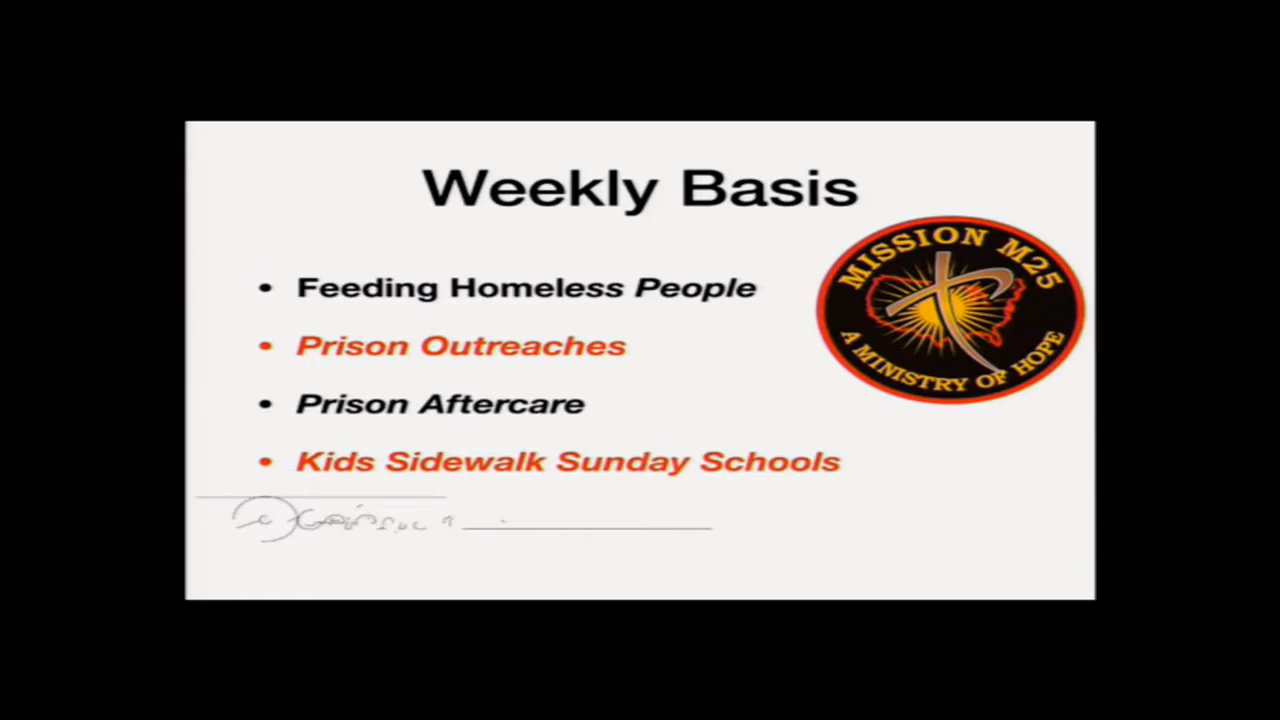 Weekly Basis
• Feeding Homeless People
• Prison Outreaches
• Prison Aftercare
• Kids Sidewalk Sunday Schools
MISSION M25
A MINISTRY OF HOPE